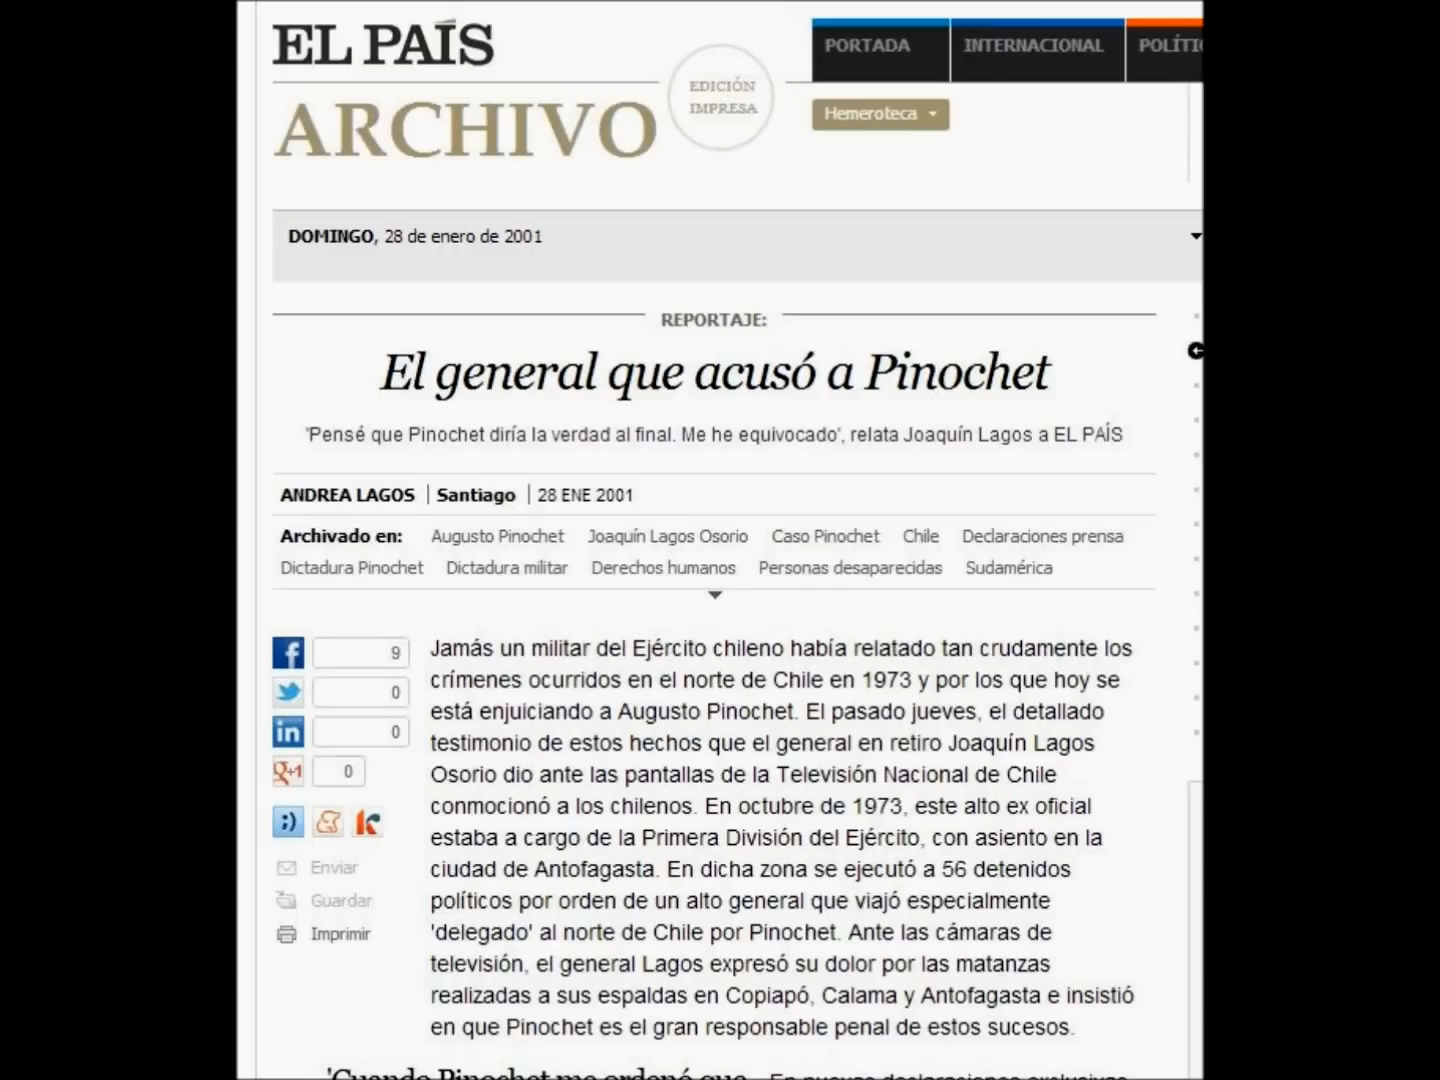 EL PAÍS
ARCHIVO
EDICIÓN
IMPRESA
PORTADA
INTERNACIONAL
Hemeroteca
DOMINGO, 28 de enero de 2001
REPORTAJE:
El general que acusó a Pinochet
'Pensé que Pinochet diría la verdad al final. Me he equivocado', relata Joaquín Lagos a EL PAÍS
ANDREA LAGOS | Santiago | 28 ENE 2001
Archivado en: Augusto Pinochet Joaquín Lagos Osorio Caso Pinochet Chile Declaraciones prensa
Dictadura Pinochet Dictadura militar Derechos humanos Personas desaparecidas Sudamérica
9
0
0
0
Enviar
Guardar
Imprimir
Jamás un militar del Ejército chileno había relatado tan crudamente los
crímenes ocurridos en el norte de Chile en 1973 y por los que hoy se
está enjuiciando a Augusto Pinochet. El pasado jueves, el detallado
testimonio de estos hechos que el general en retiro Joaquín Lagos
Osorio dio ante las pantallas de la Televisión Nacional de Chile
conmocionó a los chilenos. En octubre de 1973, este alto ex oficial
estaba a cargo de la Primera División del Ejército, con asiento en la
ciudad de Antofagasta. En dicha zona se ejecutó a 56 detenidos
políticos por orden de un alto general que viajó especialmente
'delegado' al norte de Chile por Pinochet. Ante las cámaras de
televisión, el general Lagos expresó su dolor por las matanzas
realizadas a sus espaldas en Copiapó, Calama y Antofagasta e insistió
en que Pinochet es el gran responsable penal de estos sucesos.
'Cuando Pinochet me ordenó que
En nuevas declaraciones exclusivas